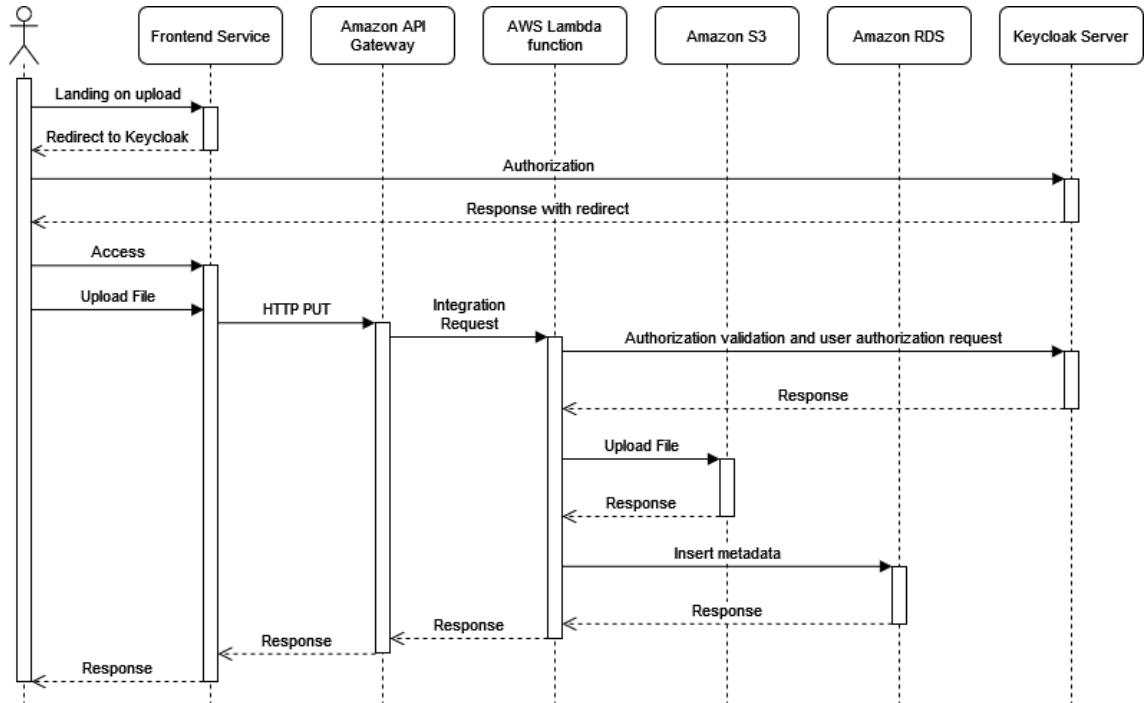 Frontend Service
Amazon API
Gateway
AWS Lambda
function
Amazon S3
Amazon RDS
Keycloak Server
Landing on upload
Redirect to Keycloak
Authorization
Response with redirect
Access
Upload File
HTTP PUT
Integration
Request
Authorization validation and user authorization request
Response
Upload File
Response
Insert metadata
Response
Response
Response
Response